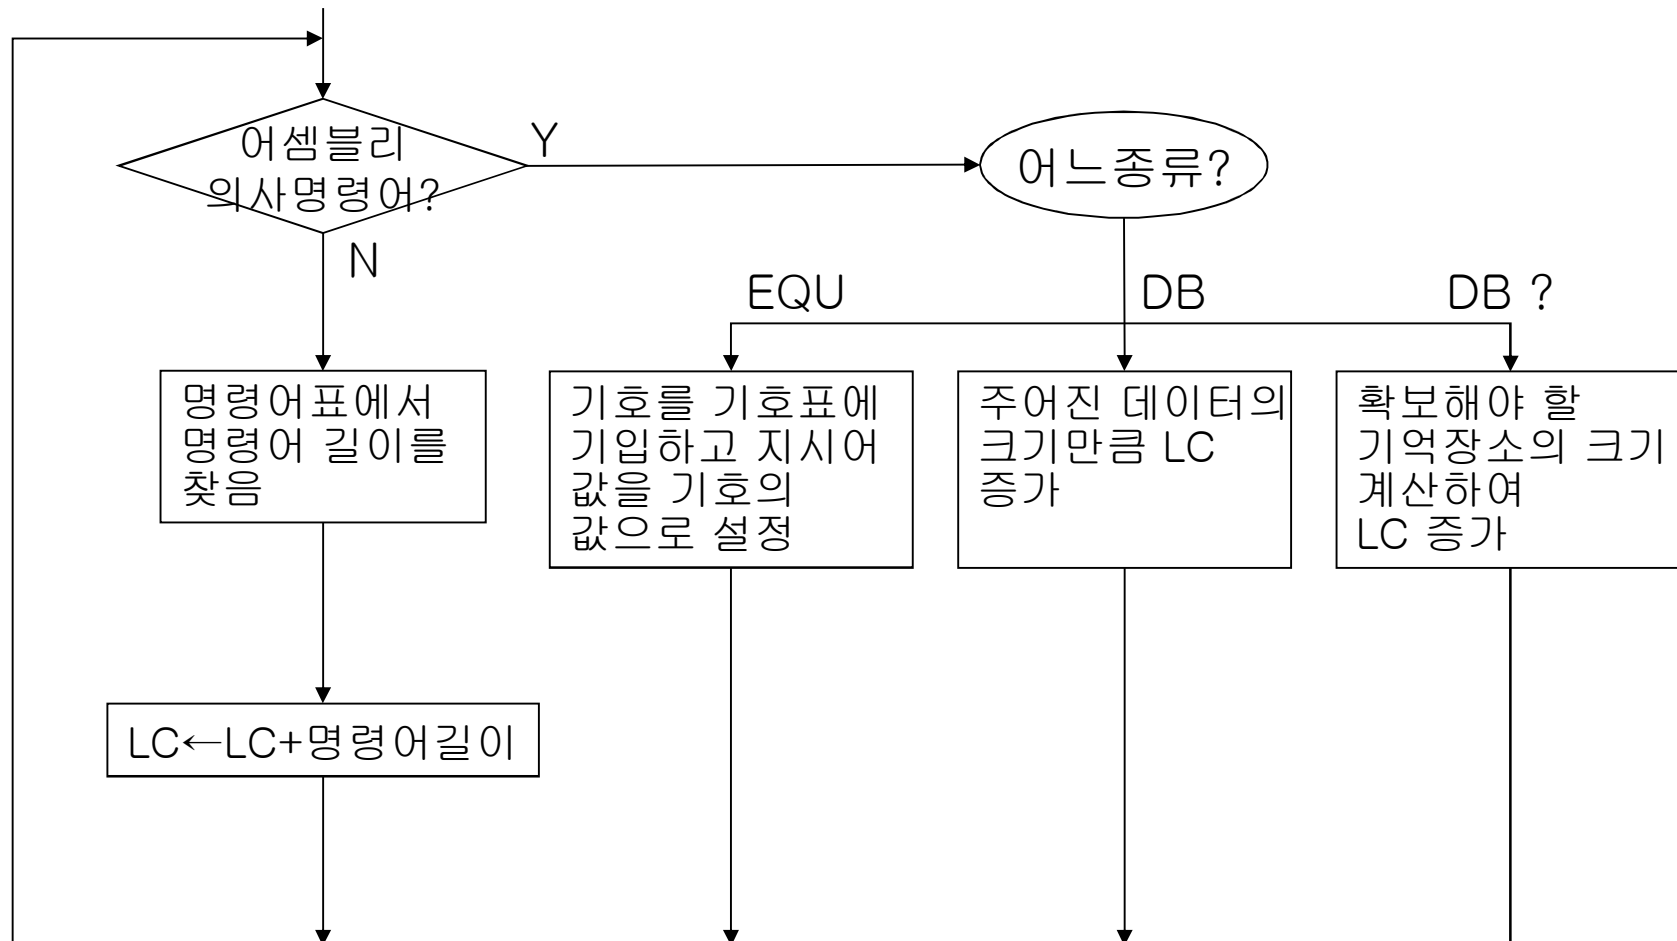 어셈블리
의사명령어?
Y
어느종류?
N
EQU
DB
DB ?
명령어표에서
명령어 길이를
찾음
기호를 기호표에
기입하고 지시어
값을 기호의
값으로 설정
주어진 데이터의
크기만큼 LC
증가
확보해야 할
기억장소의 크기
계산하여
LC 증가
LC←LC+명령어길이